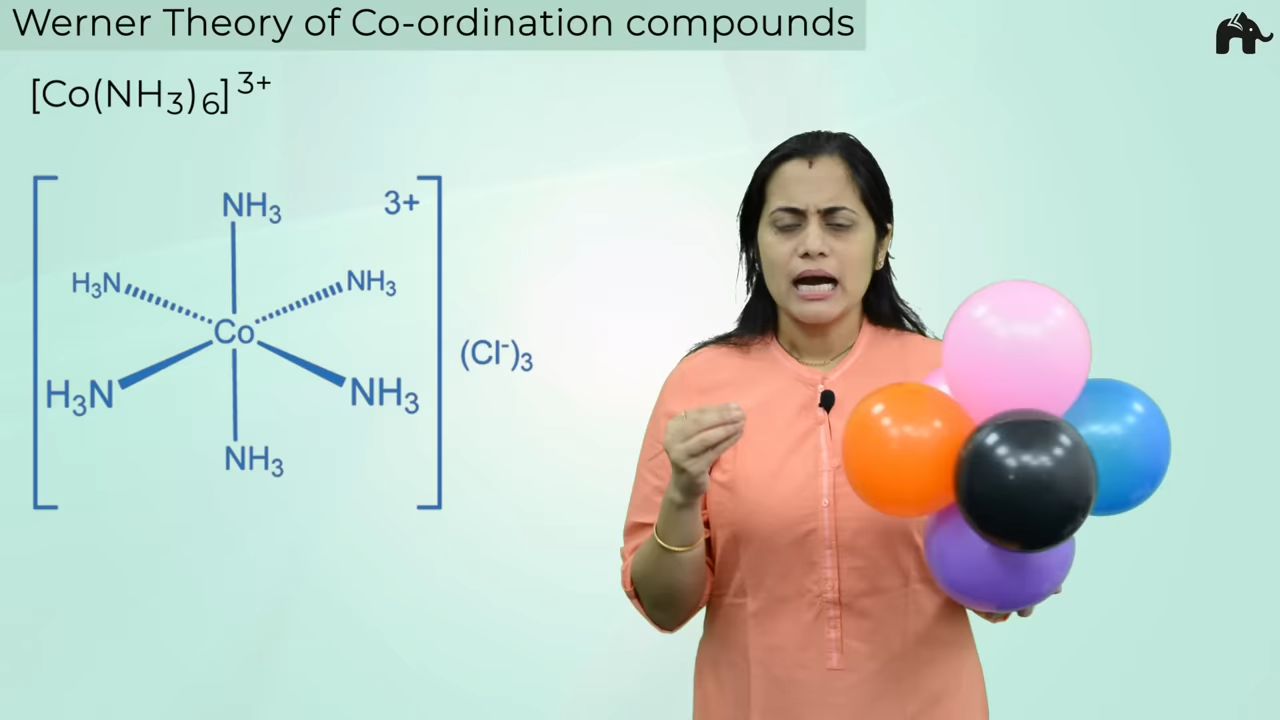 Werner Theory of Co-ordination compounds
[Co(NH₃)₆]³⁺
NH₃ 3+
H₃N NH₃
Co
(Cl⁻)₃
H₃N NH₃
NH₃